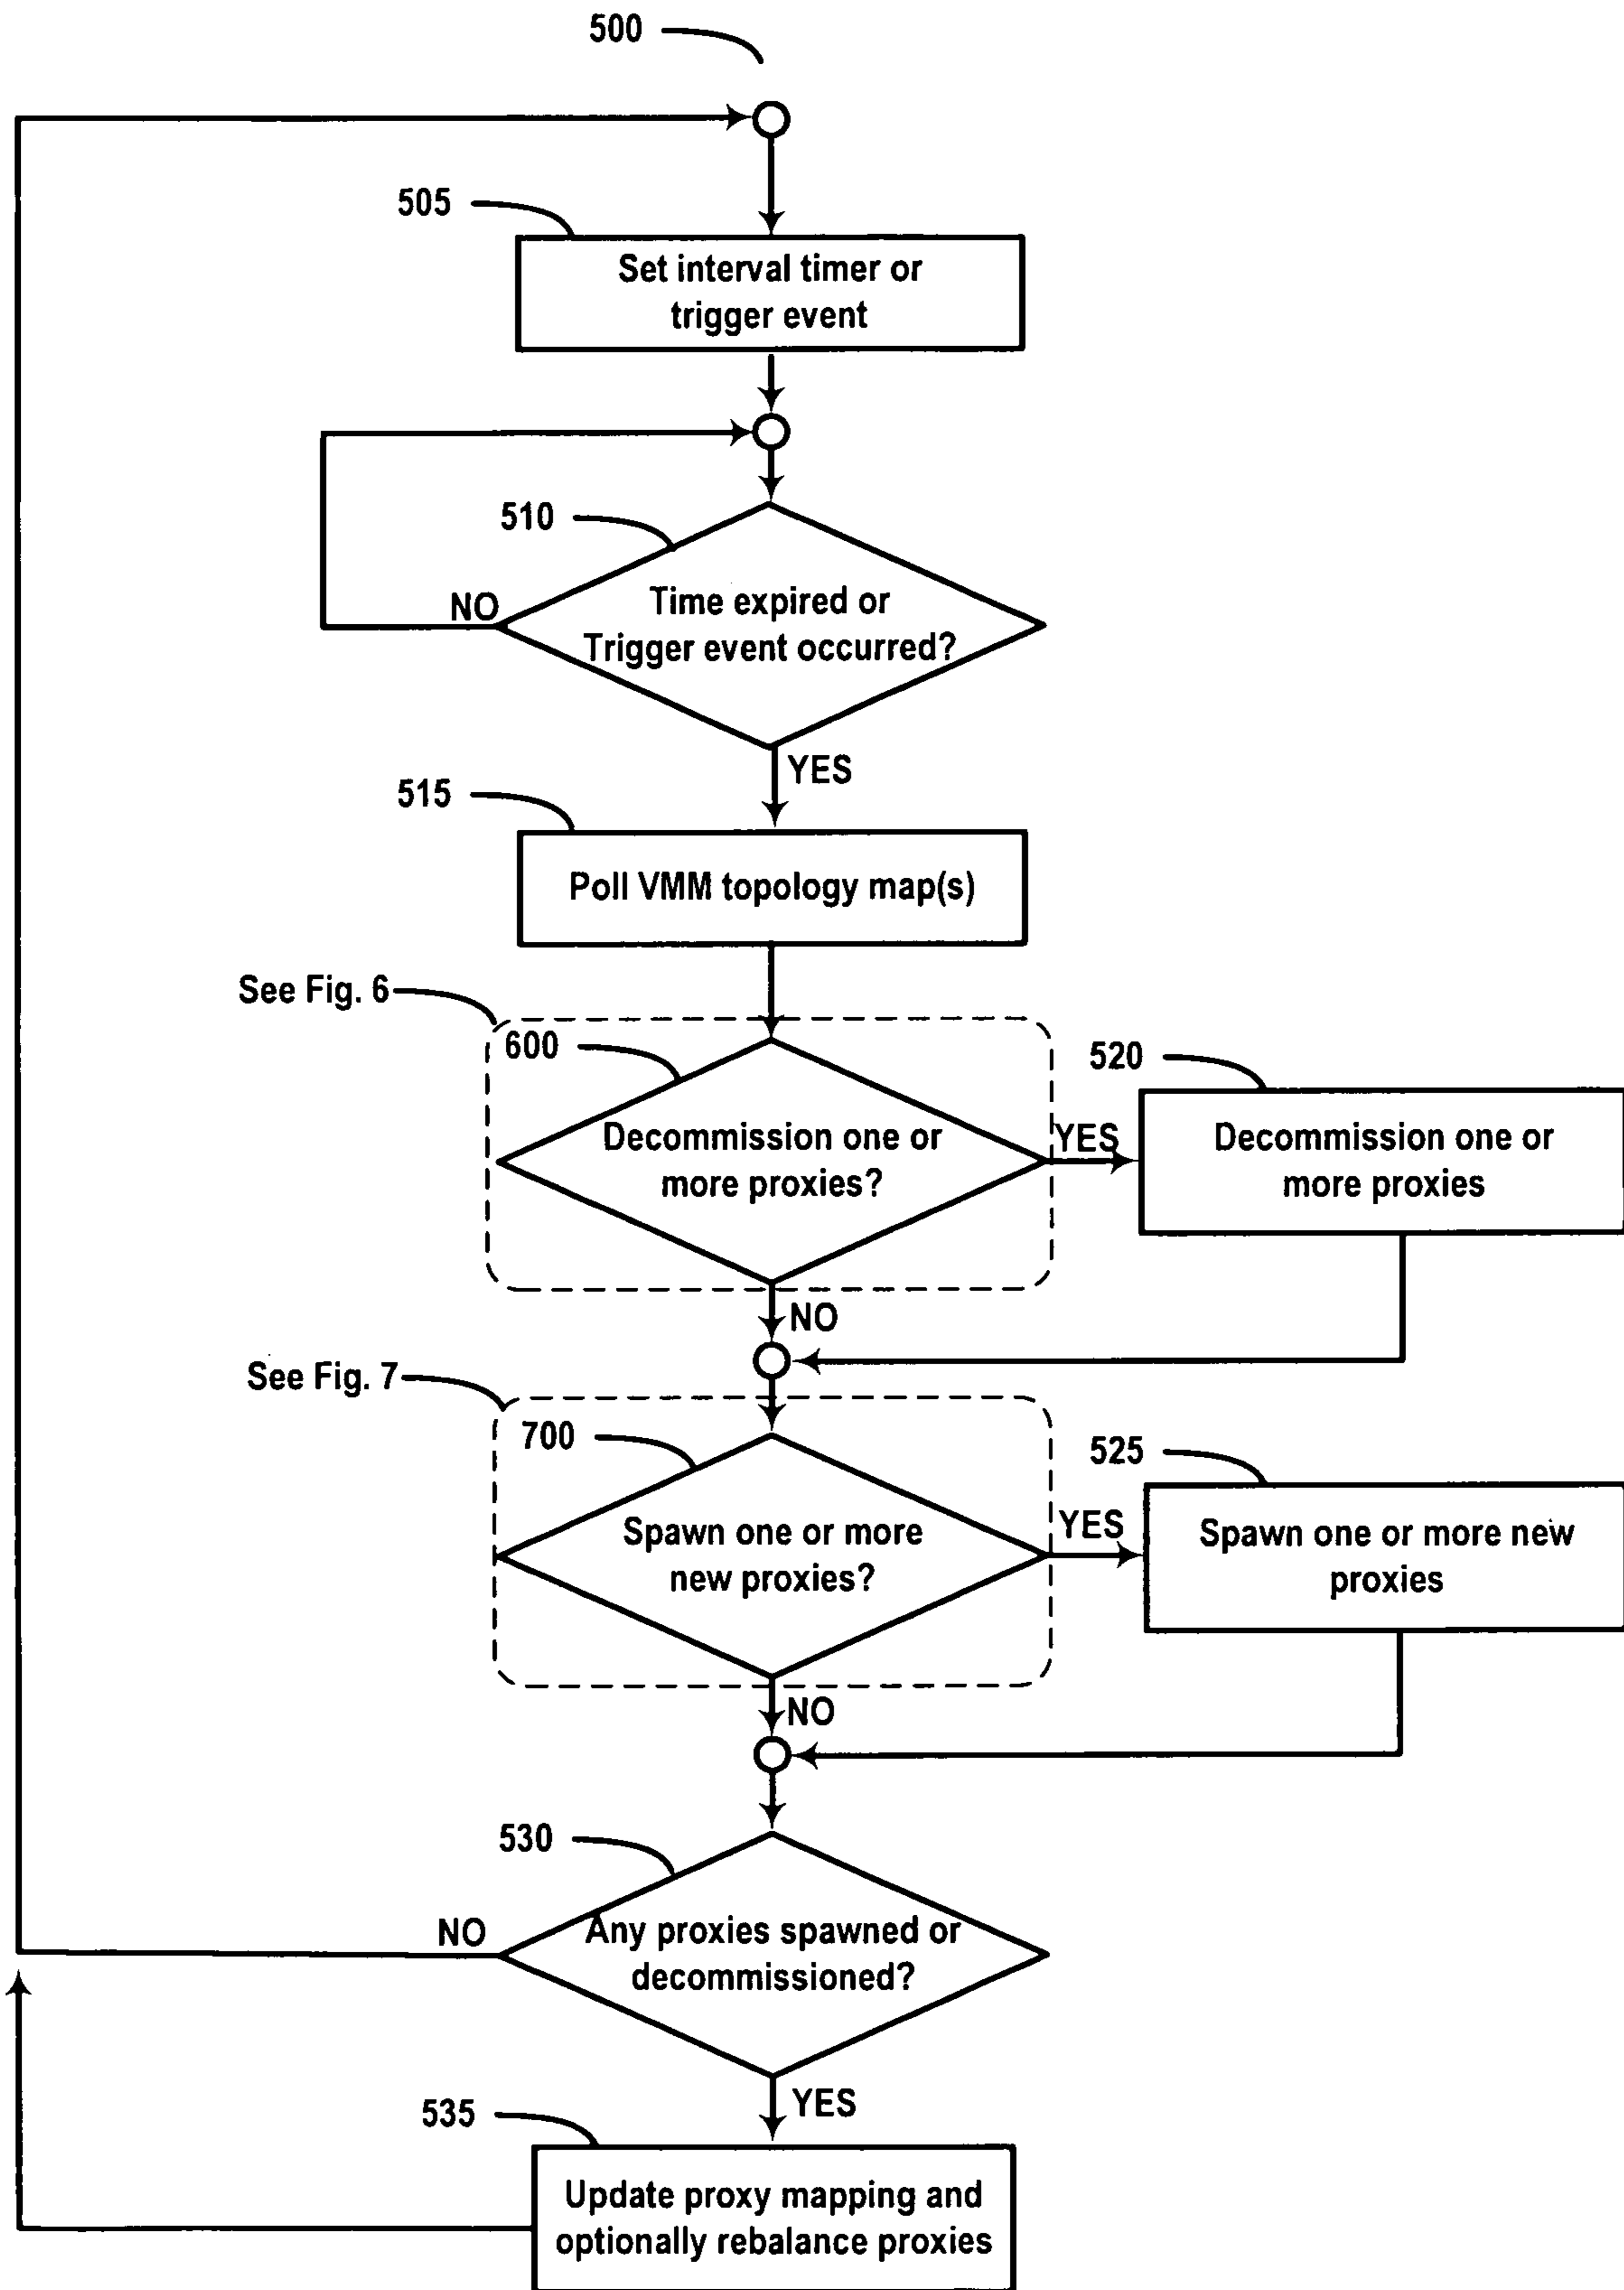 500
505
Set interval timer or
trigger event
510
Time expired or
Trigger event occurred?
NO
YES
515
Poll VMM topology map(s)
See Fig. 6
600
Decommission one or
more proxies?
YES
520
Decommission one or
more proxies
NO
See Fig. 7
700
Spawn one or more
new proxies?
YES
525
Spawn one or more new
proxies
NO
530
Any proxies spawned or
decommissioned?
NO
YES
535
Update proxy mapping and
optionally rebalance proxies